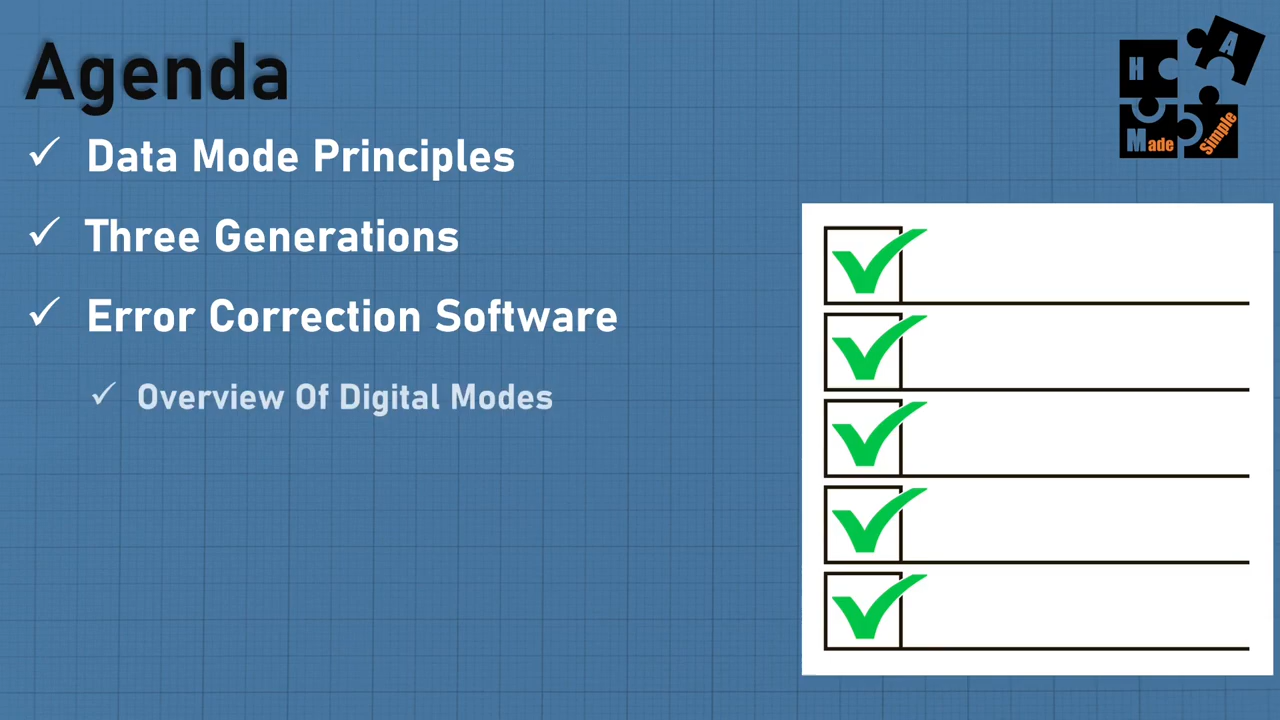 Agenda
H A
Made Simple
Data Mode Principles
Three Generations
Error Correction Software
Overview Of Digital Modes